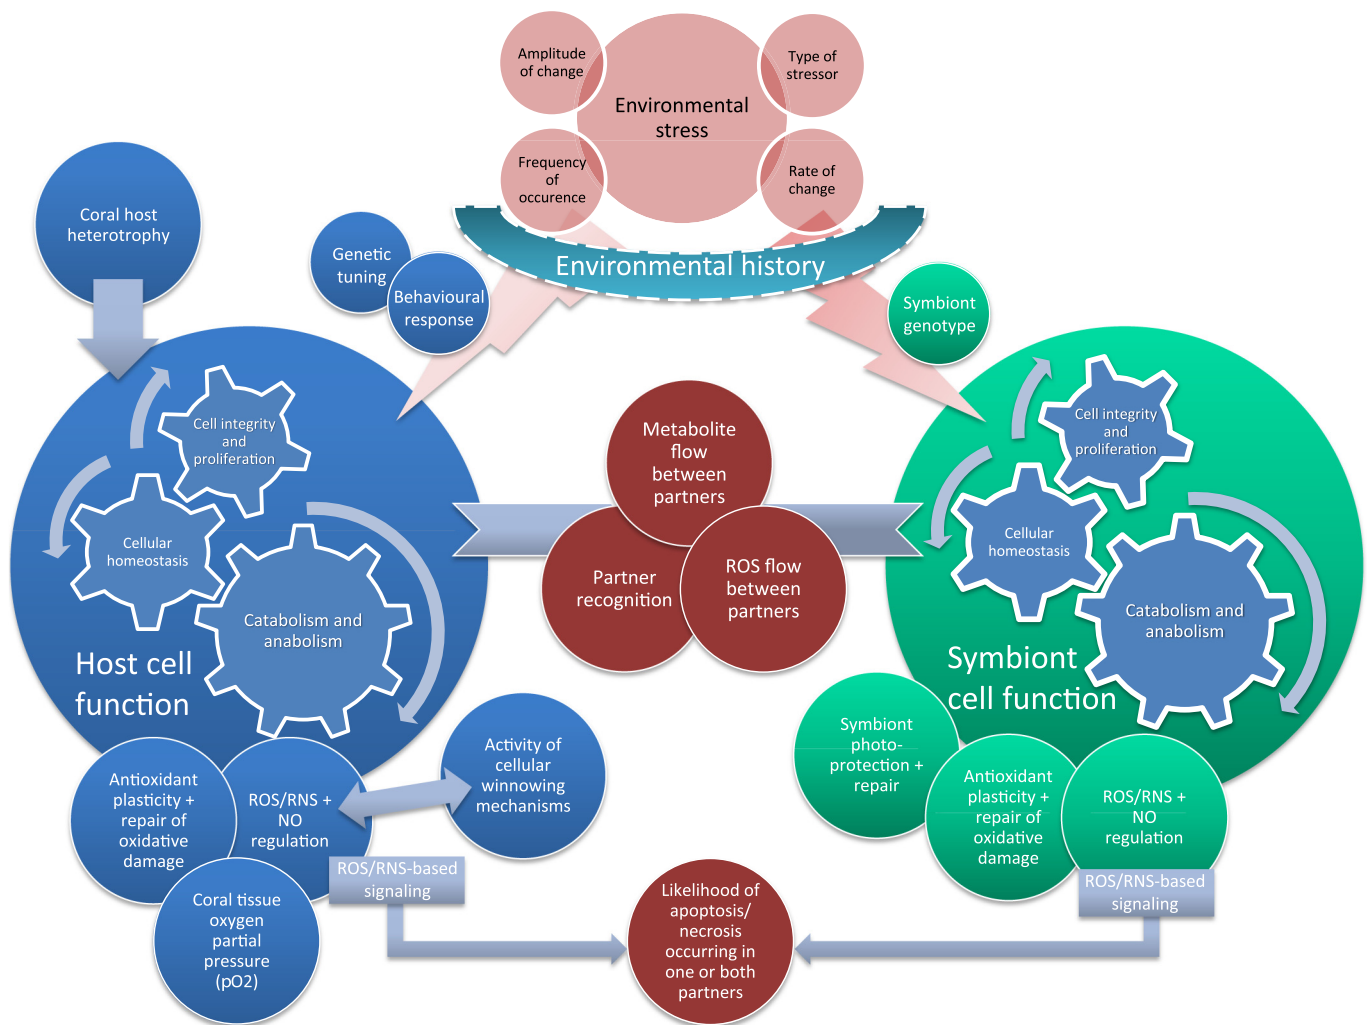 Amplitude
of change
Type of
stressor
Environmental
stress
Frequency
of
occurence
Rate of
change
Environmental history
Coral host
heterotrophy
Genetic
tuning
Behavioural
response
Symbiont
genotype
Cell integrity
and
proliferation
Cellular
homeostasis
Catabolism and
anabolism
Host cell
function
Metabolite
flow
between
partners
Partner
recognition
ROS flow
between
partners
Cell integrity
and
proliferation
Cellular
homeostasis
Catabolism and
anabolism
Symbiont
cell function
Antioxidant
plasticity +
repair of
oxidative
damage
ROS/RNS +
NO
regulation
Activity of
cellular
winnowing
mechanisms
Coral tissue
oxygen
partial
pressure
(pO2)
ROS/RNS-based
signaling
Likelihood of
apoptosis/
necrosis
occurring in
one or both
partners
Symbiont
photo-
protection +
repair
Antioxidant
plasticity +
repair of
oxidative
damage
ROS/RNS +
NO
regulation
ROS/RNS-based
signaling